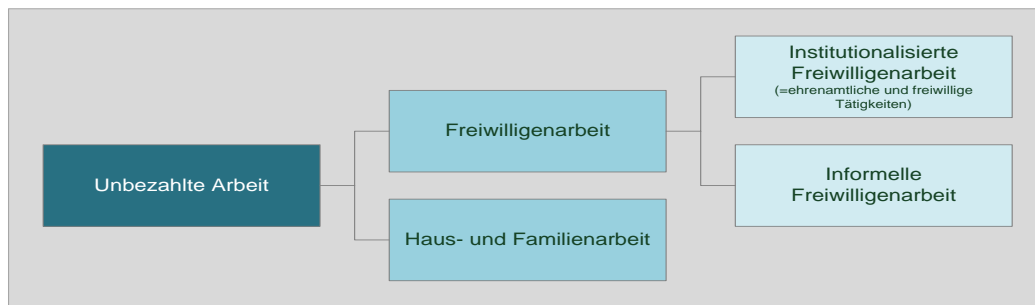 Unbezahlte Arbeit
Freiwilligenarbeit
Haus- und Familienarbeit
Institutionalisierte
Freiwilligenarbeit
(=ehrenamtliche und freiwillige
Tätigkeiten)
Informelle
Freiwilligenarbeit